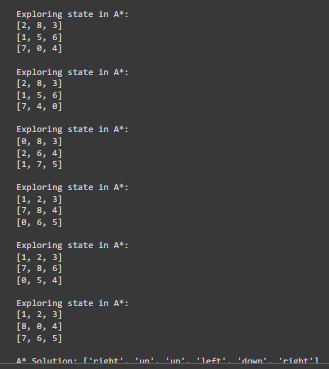 Exploring state in A*:
[2, 8, 3]
[1, 5, 6]
[7, 0, 4]
Exploring state in A*:
[2, 8, 3]
[1, 5, 6]
[7, 4, 0]
Exploring state in A*:
[0, 8, 3]
[2, 6, 4]
[1, 7, 5]
Exploring state in A*:
[1, 2, 3]
[7, 8, 4]
[0, 6, 5]
Exploring state in A*:
[1, 2, 3]
[7, 8, 6]
[0, 5, 4]
Exploring state in A*:
[1, 2, 3]
[8, 0, 4]
[7, 6, 5]
A* Solution: ['right', 'up', 'up', 'left', 'down', 'right']